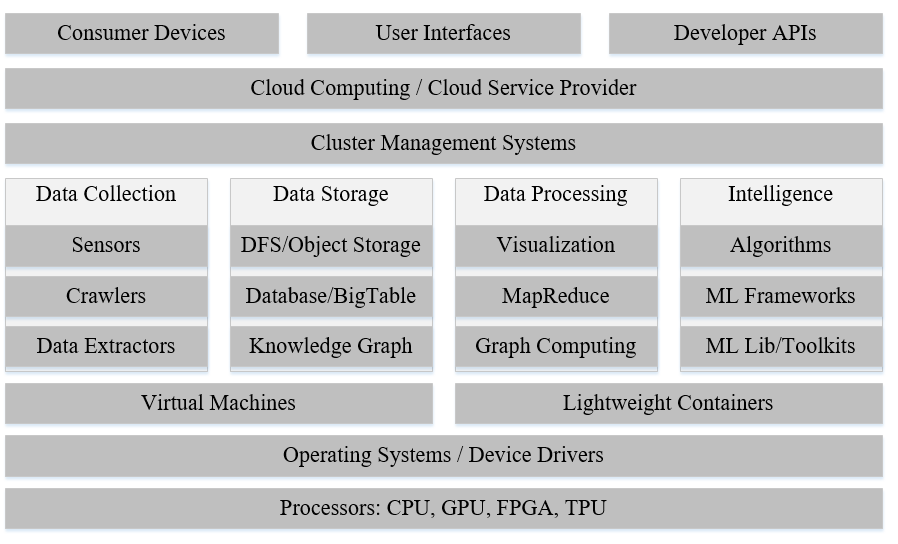 Consumer Devices
User Interfaces
Developer APIs
Cloud Computing / Cloud Service Provider
Cluster Management Systems
Data Collection
Sensors
Crawlers
Data Extractors
Data Storage
DFS/Object Storage
Database/BigTable
Knowledge Graph
Data Processing
Visualization
MapReduce
Graph Computing
Intelligence
Algorithms
ML Frameworks
ML Lib/Toolkits
Virtual Machines
Lightweight Containers
Operating Systems / Device Drivers
Processors: CPU, GPU, FPGA, TPU